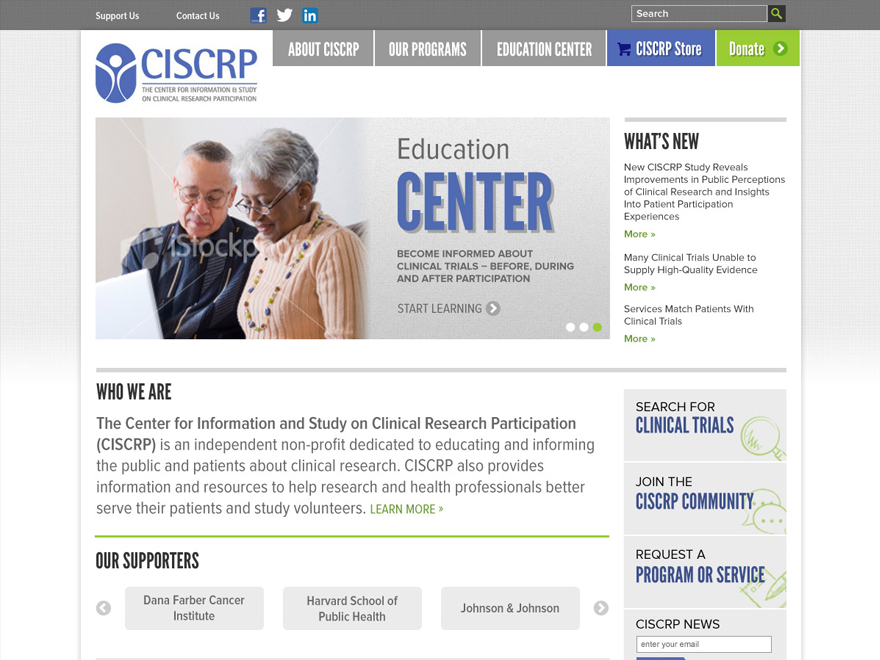 Support Us
Contact Us
f
in
Search
CISCRP
THE CENTER FOR INFORMATION & STUDY
ON CLINICAL RESEARCH PARTICIPATION
ABOUT CISCRP
OUR PROGRAMS
EDUCATION CENTER
CISCRP Store
Donate
iStockpho
Education
CENTER
BECOME INFORMED ABOUT
CLINICAL TRIALS – BEFORE, DURING
AND AFTER PARTICIPATION
START LEARNING
WHAT'S NEW
New CISCRP Study Reveals
Improvements in Public Perceptions
of Clinical Research and Insights
Into Patient Participation
Experiences
More »
Many Clinical Trials Unable to
Supply High-Quality Evidence
More »
Services Match Patients With
Clinical Trials
More »
WHO WE ARE
The Center for Information and Study on Clinical Research Participation
(CISCRP) is an independent non-profit dedicated to educating and informing
the public and patients about clinical research. CISCRP also provides
information and resources to help research and health professionals better
serve their patients and study volunteers. LEARN MORE »
OUR SUPPORTERS
Dana Farber Cancer
Institute
Harvard School of
Public Health
Johnson & Johnson
SEARCH FOR
CLINICAL TRIALS
JOIN THE
CISCRP COMMUNITY
REQUEST A
PROGRAM OR SERVICE
CISCRP NEWS
enter your email